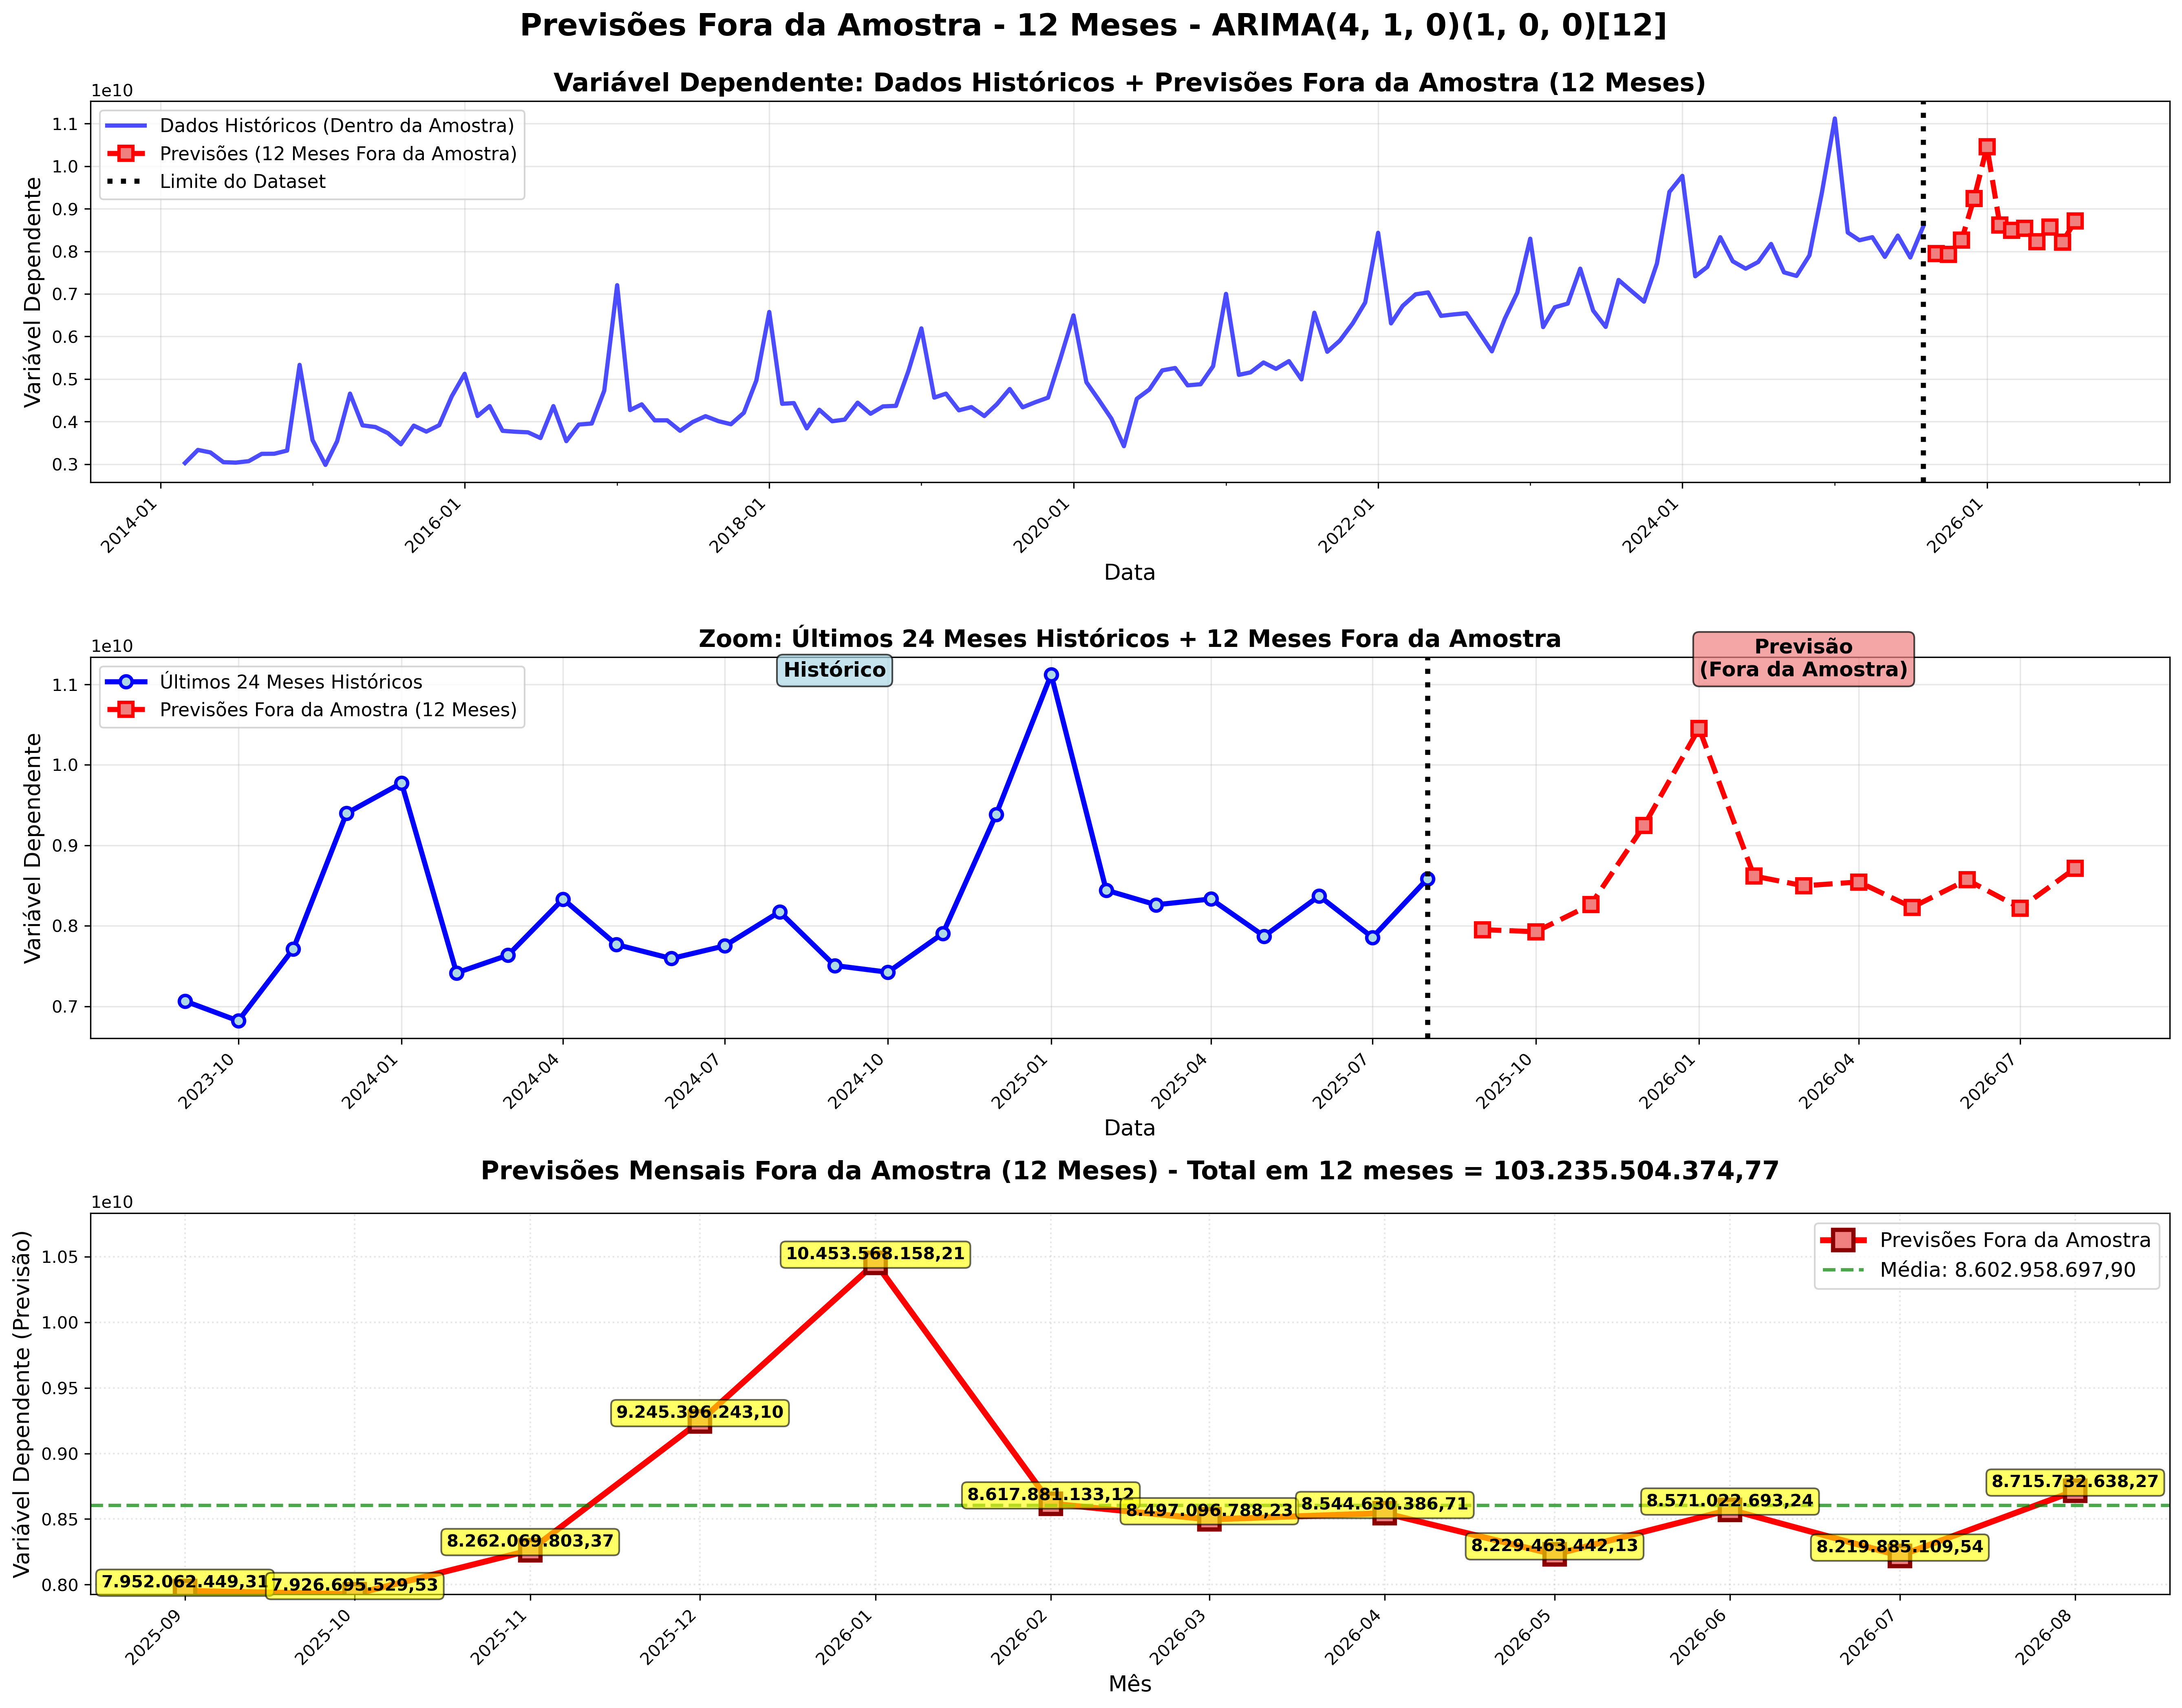 Previsões Fora da Amostra - 12 Meses - ARIMA(4, 1, 0)(1, 0, 0)[12]
Variável Dependente: Dados Históricos + Previsões Fora da Amostra (12 Meses)
1e10
Dados Históricos (Dentro da Amostra)
Previsões (12 Meses Fora da Amostra)
Limite do Dataset
Variável Dependente
1.1
1.0
0.9
0.8
0.7
0.6
0.5
0.4
0.3
2014-01
2016-01
2018-01
2020-01
2022-01
2024-01
2026-01
Data
Zoom: Últimos 24 Meses Históricos + 12 Meses Fora da Amostra
1e10
Últimos 24 Meses Históricos
Previsões Fora da Amostra (12 Meses)
Histórico
Previsão
(Fora da Amostra)
Variável Dependente
1.1
1.0
0.9
0.8
0.7
2023-10
2024-01
2024-04
2024-07
2024-10
2025-01
2025-04
2025-07
2025-10
2026-01
2026-04
2026-07
Data
Previsões Mensais Fora da Amostra (12 Meses) - Total em 12 meses = 103.235.504.374,77
1e10
Previsões Fora da Amostra
Média: 8.602.958.697,90
Variável Dependente (Previsão)
1.05
1.00
0.95
0.90
0.85
0.80
7.952.062.449,31
7.926.695.529,53
8.262.069.803,37
9.245.396.243,10
10.453.568.158,21
8.617.881.133,12
8.497.096.788,23
8.544.630.386,71
8.229.463.442,13
8.571.022.693,24
8.219.885.109,54
8.715.732.638,27
2025-09
2025-10
2025-11
2025-12
2026-01
2026-02
2026-03
2026-04
2026-05
2026-06
2026-07
2026-08
Mês